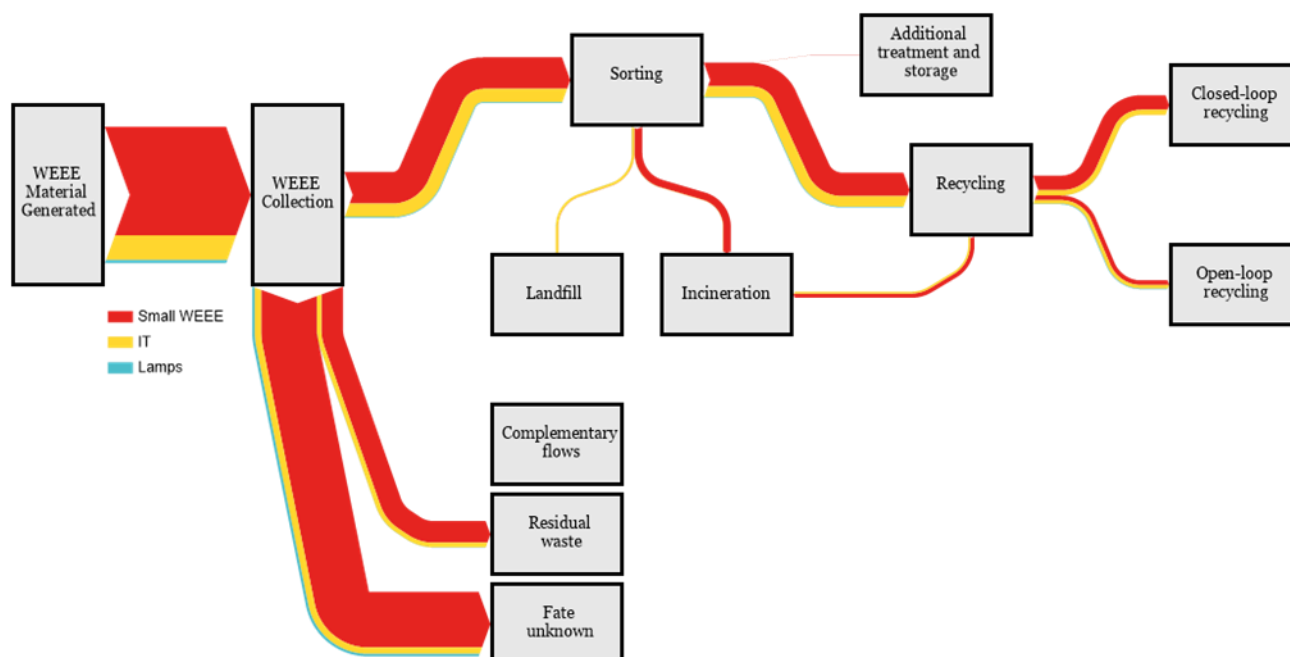 WEEE
Material
Generated
WEEE
Collection
Sorting
Additional
treatment and
storage
Closed-loop
recycling
Recycling
Landfill
Incineration
Open-loop
recycling
Small WEEE
IT
Lamps
Complementary
flows
Residual
waste
Fate
unknown